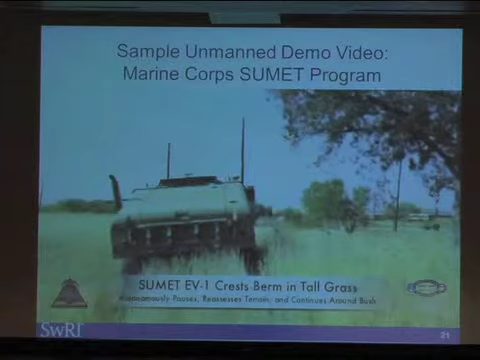 Sample Unmanned Demo Video:
Marine Corps SUMET Program
SUMET EV-1 Crests Berm in Tall Grass
Autonomously Pauses, Reassesses Terrain, and Continues Around Bush
SwRI
21